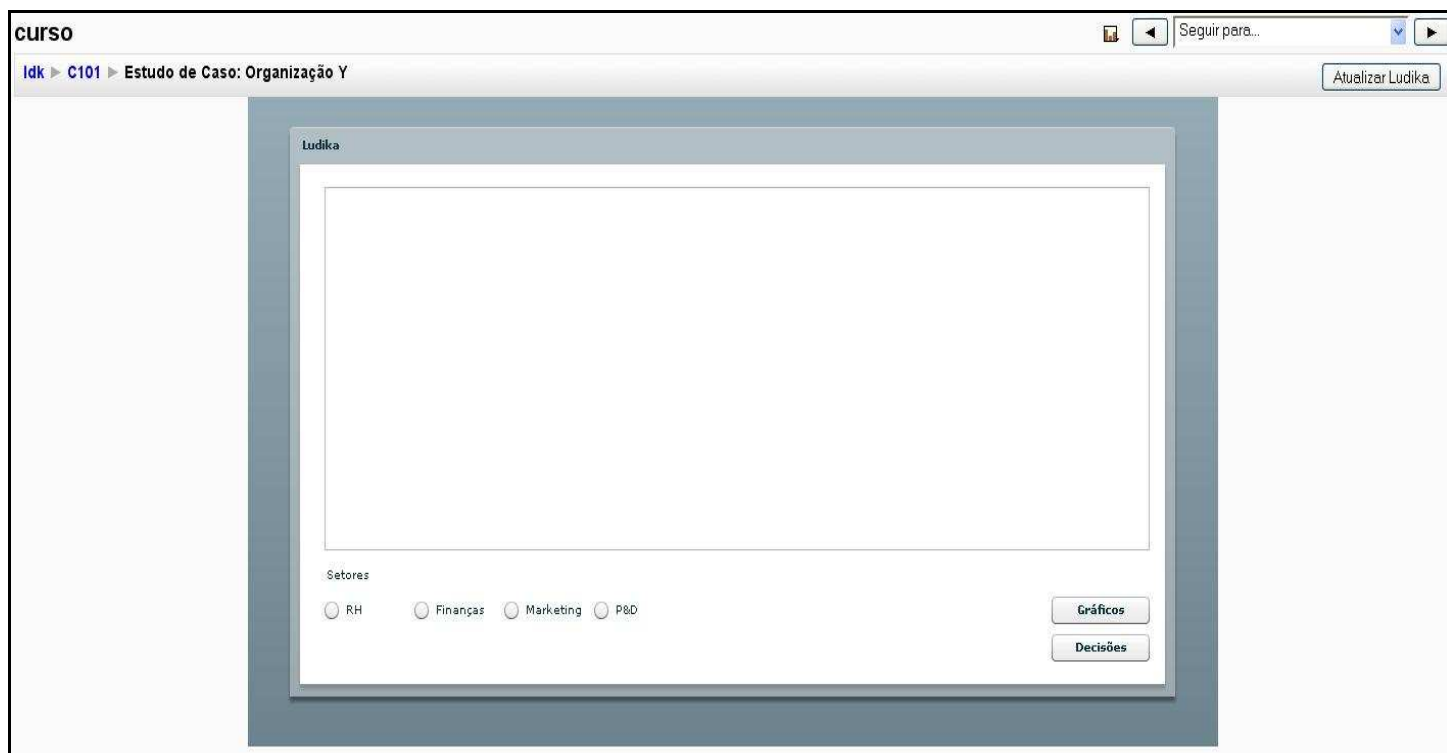 curso
Seguir para...
ldk ► C101 ► Estudo de Caso: Organização Y
Atualizar Ludika
Ludika
Setores
RH Finanças Marketing P&D
Gráficos
Decisões